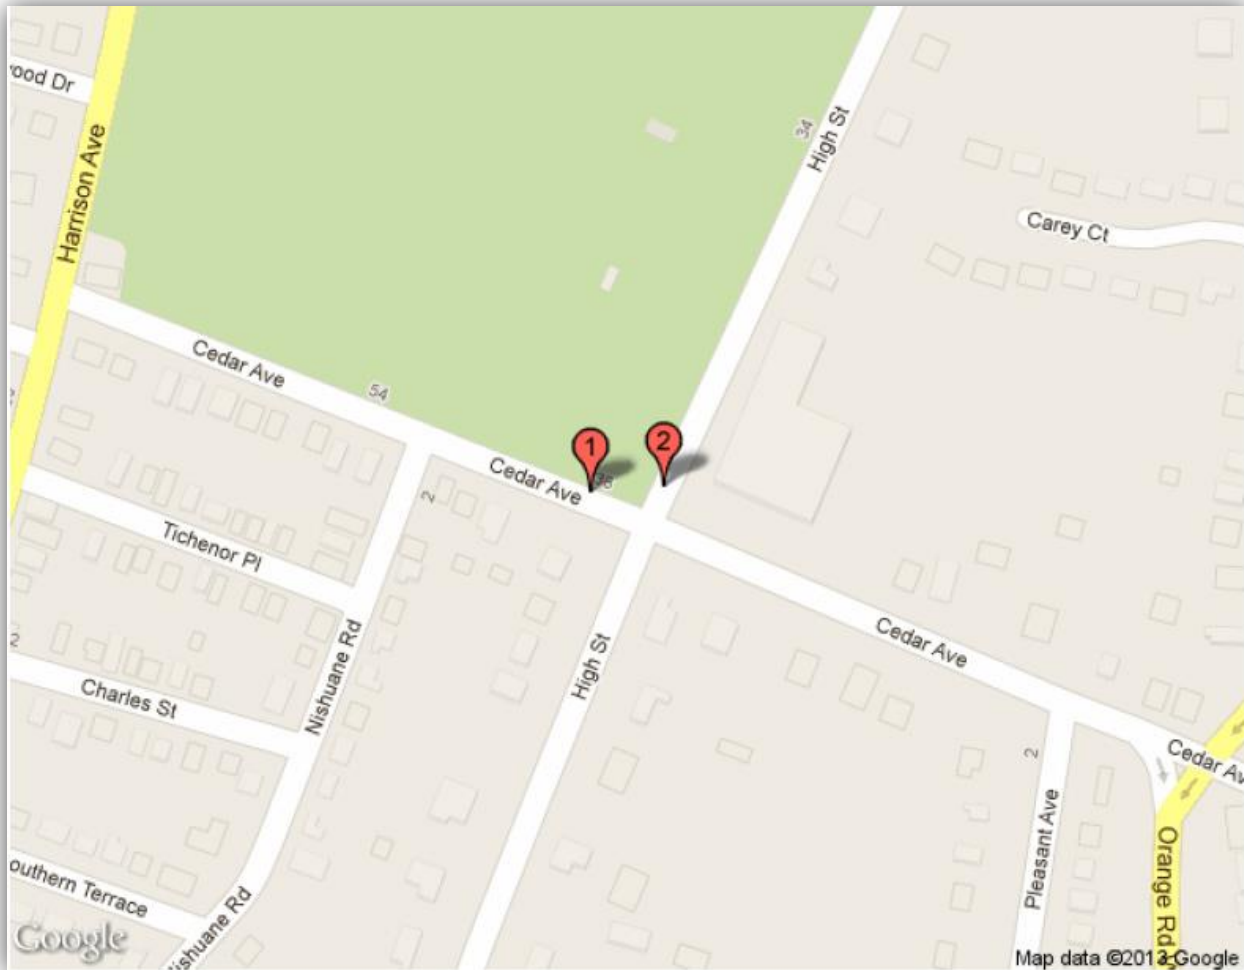 ood Dr
Harrison Ave
34
High St
Carey Ct
Cedar Ave
54
1
2
Cedar Ave
2
Tichenor Pl
High St
Cedar Ave
Nishuane Rd
2
Charles St
2
Cedar Av
Pleasant Ave
Orange Rd
outhern Terrace
ishuane Rd
Google
Map data ©2013 Google